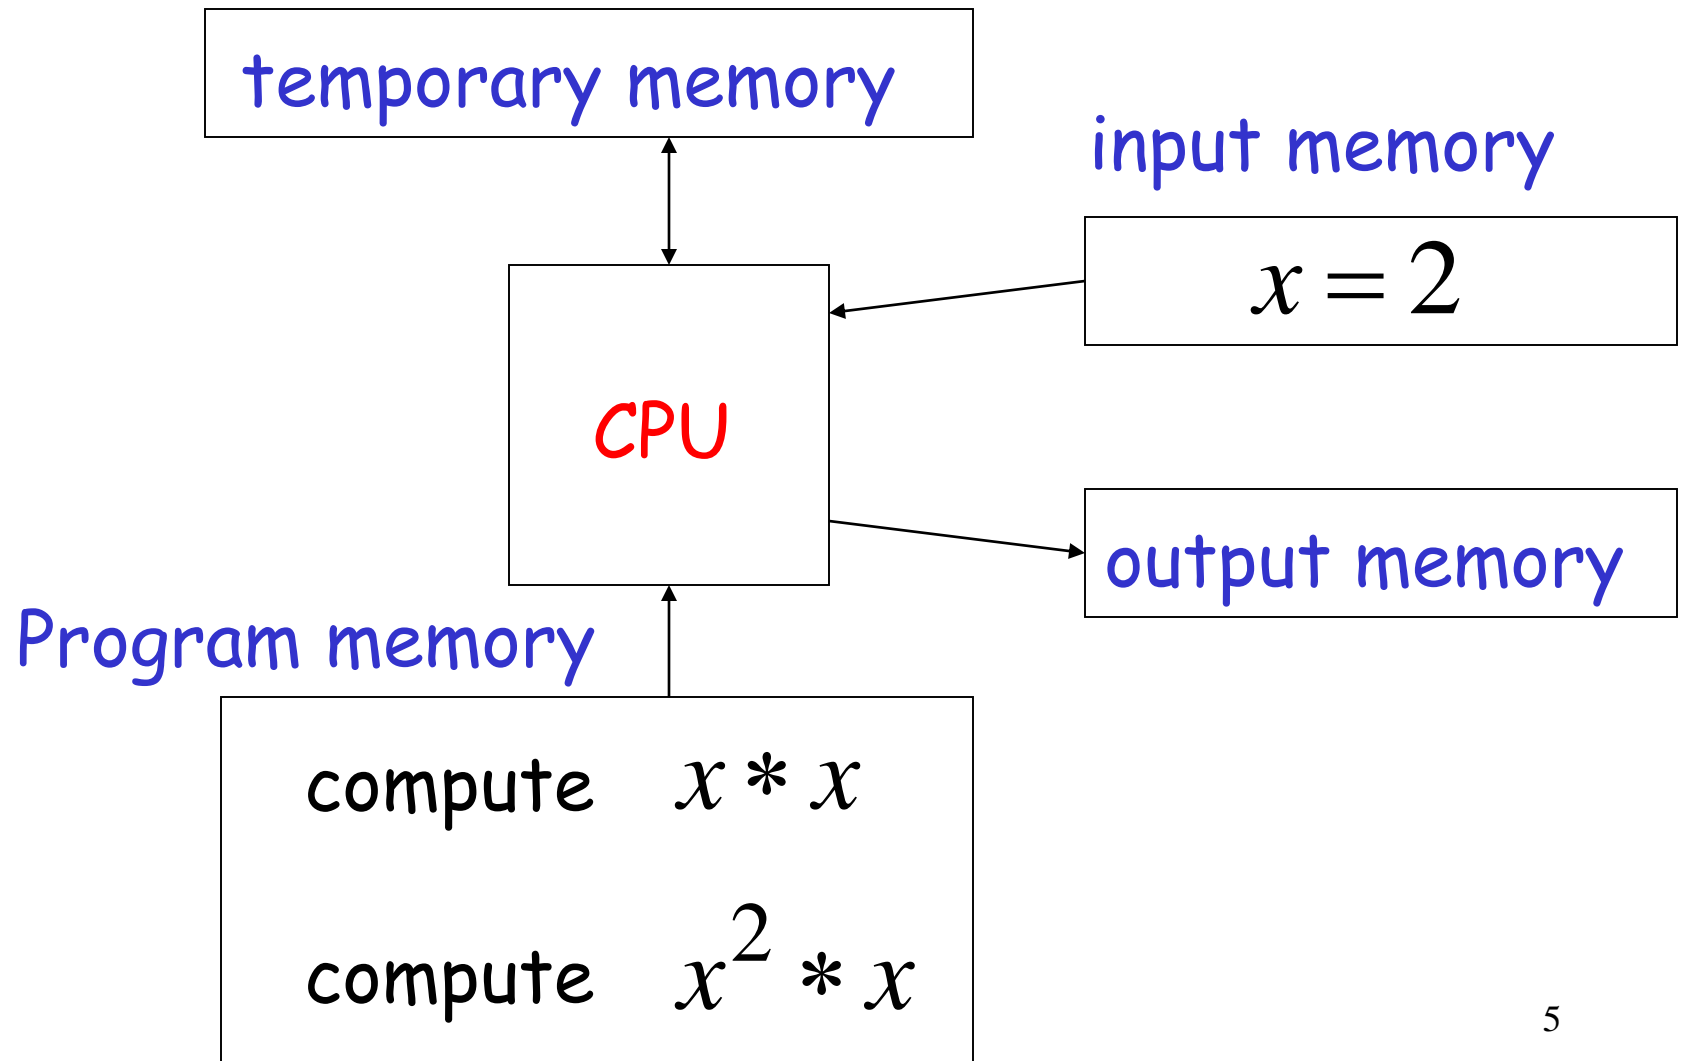 temporary memory
input memory
x = 2
CPU
output memory
Program memory
compute x * x
compute x² * x
5